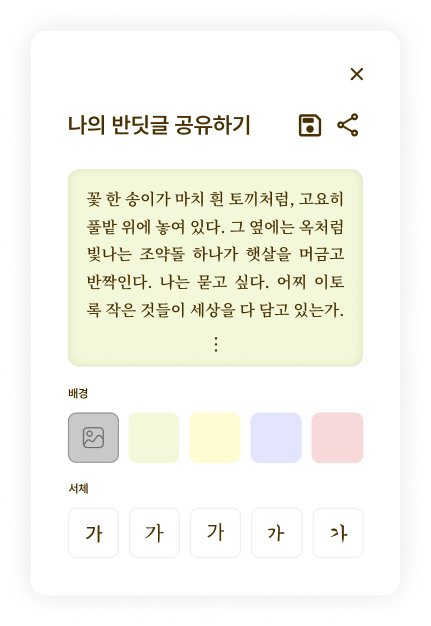 나의 반딧글 공유하기
꽃 한 송이가 마치 흰 토끼처럼, 고요히
풀밭 위에 놓여 있다. 그 옆에는 옥처럼
빛나는 조약돌 하나가 햇살을 머금고
반짝인다. 나는 묻고 싶다. 어찌 이토
록 작은 것들이 세상을 다 담고 있는가.
⋮
배경
서체
가 가 가 가 가